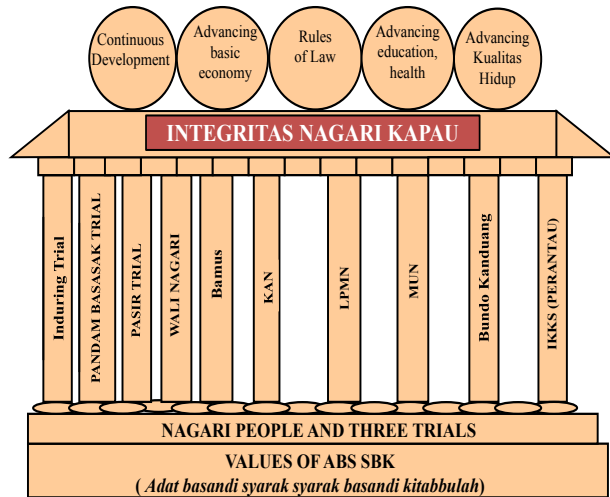 Continuous
Development
Advancing
basic
economy
Rules
of Law
Advancing
education,
health
Advancing
Kualitas
Hidup
INTEGRITAS NAGARI KAPAU
Induring Trial
PANDAM BASASAK TRIAL
PASIR TRIAL
WALI NAGARI
Bamus
KAN
LPMN
MUN
Bundo Kanduang
IKKS (PERANTAU)
NAGARI PEOPLE AND THREE TRIALS
VALUES OF ABS SBK
( Adat basandi syarak syarak basandi kitabbulah)